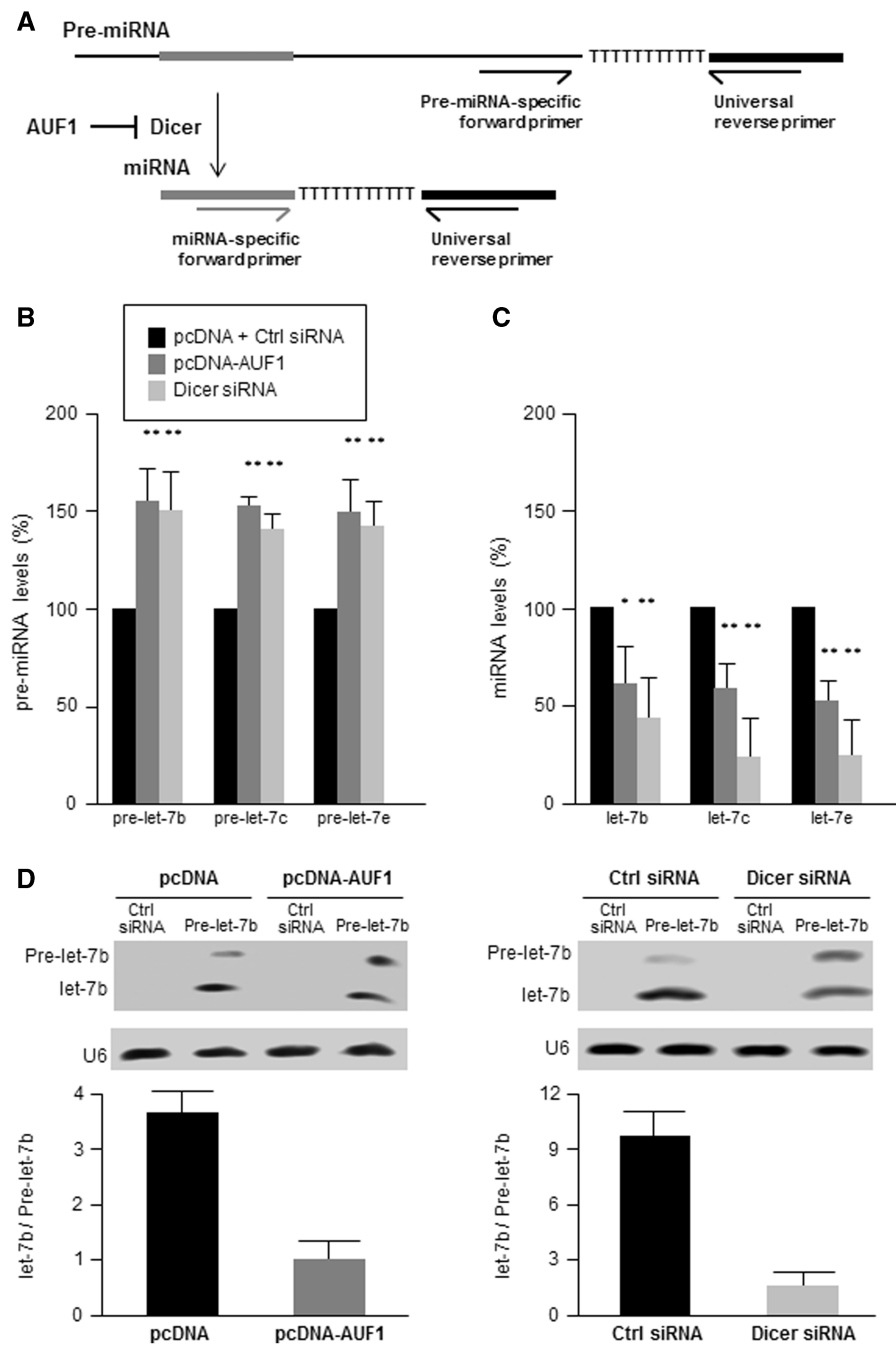 A
Pre-miRNA
TTTTTTTTTTT
Pre-miRNA-specific
forward primer
Universal
reverse primer
AUF1
Dicer
miRNA
TTTTTTTTTTT
miRNA-specific
forward primer
Universal
reverse primer
B
pcDNA + Ctrl siRNA
pcDNA-AUF1
Dicer siRNA
pre-miRNA levels (%)
200
150
100
50
0
** **
** **
** **
pre-let-7b
pre-let-7c
pre-let-7e
C
miRNA levels (%)
200
150
100
50
0
* **
** **
** **
let-7b
let-7c
let-7e
D
pcDNA
pcDNA-AUF1
Ctrl
siRNA
Pre-let-7b
Ctrl
siRNA
Pre-let-7b
Pre-let-7b
let-7b
U6
let-7b / Pre-let-7b
4
3
2
1
0
pcDNA
pcDNA-AUF1
Ctrl siRNA
Dicer siRNA
Ctrl
siRNA
Pre-let-7b
Ctrl
siRNA
Pre-let-7b
Pre-let-7b
let-7b
U6
let-7b / Pre-let-7b
12
9
6
3
0
Ctrl siRNA
Dicer siRNA